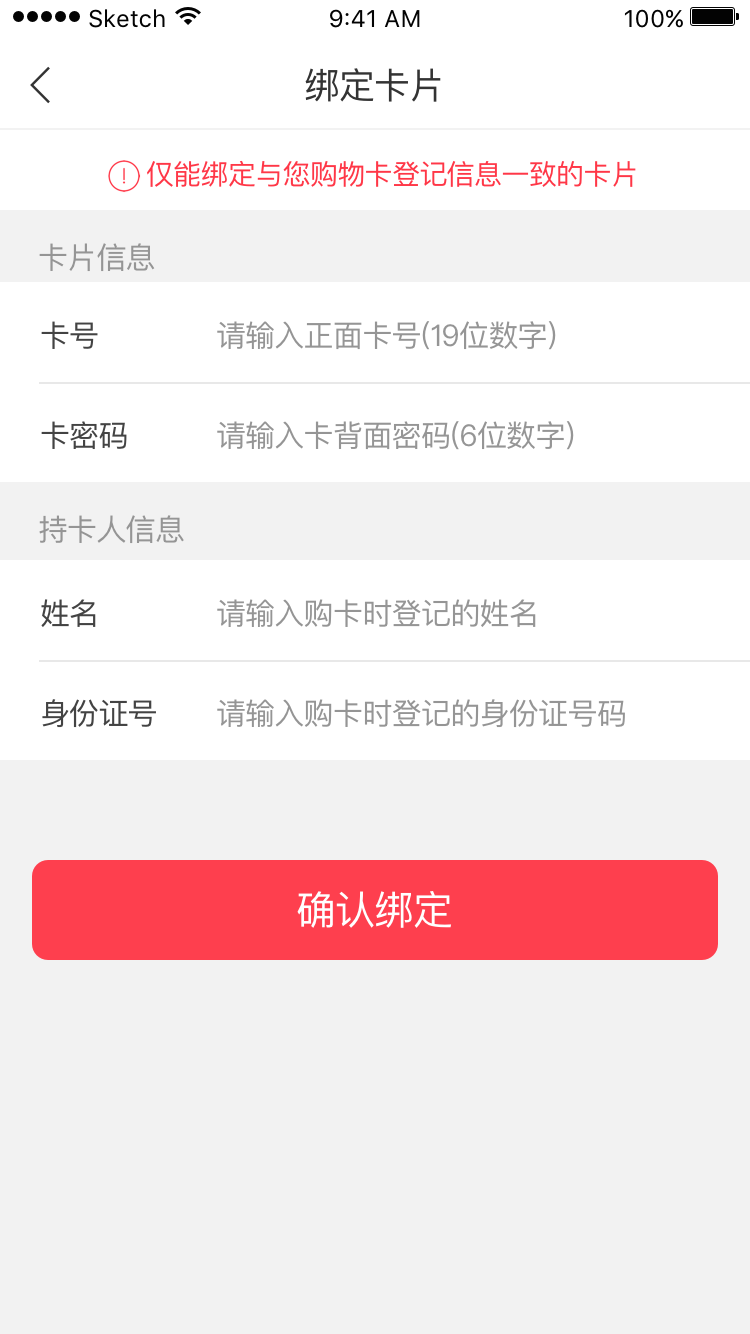 Sketch 9:41 AM 100%
绑定卡片
! 仅能绑定与您购物卡登记信息一致的卡片
卡片信息
卡号 请输入正面卡号(19位数字)
卡密码 请输入卡背面密码(6位数字)
持卡人信息
姓名 请输入购卡时登记的姓名
身份证号 请输入购卡时登记的身份证号码
确认绑定